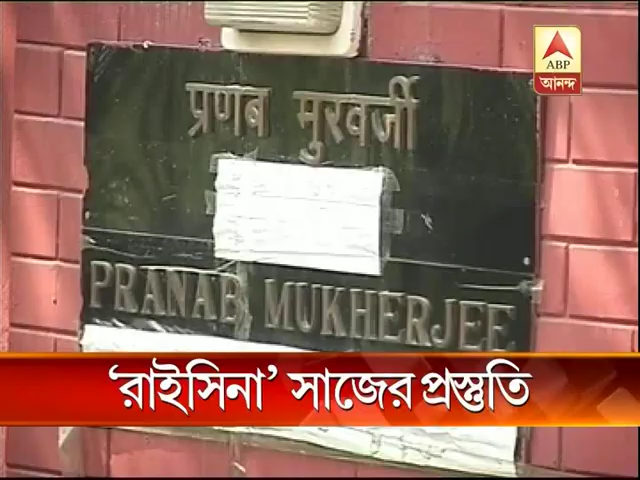 ABP
আনন্দ
प्रणब मुखर्जी
PRANAB MUKHERJEE
‘রাইসিনা’ সাজের প্রস্তুতি